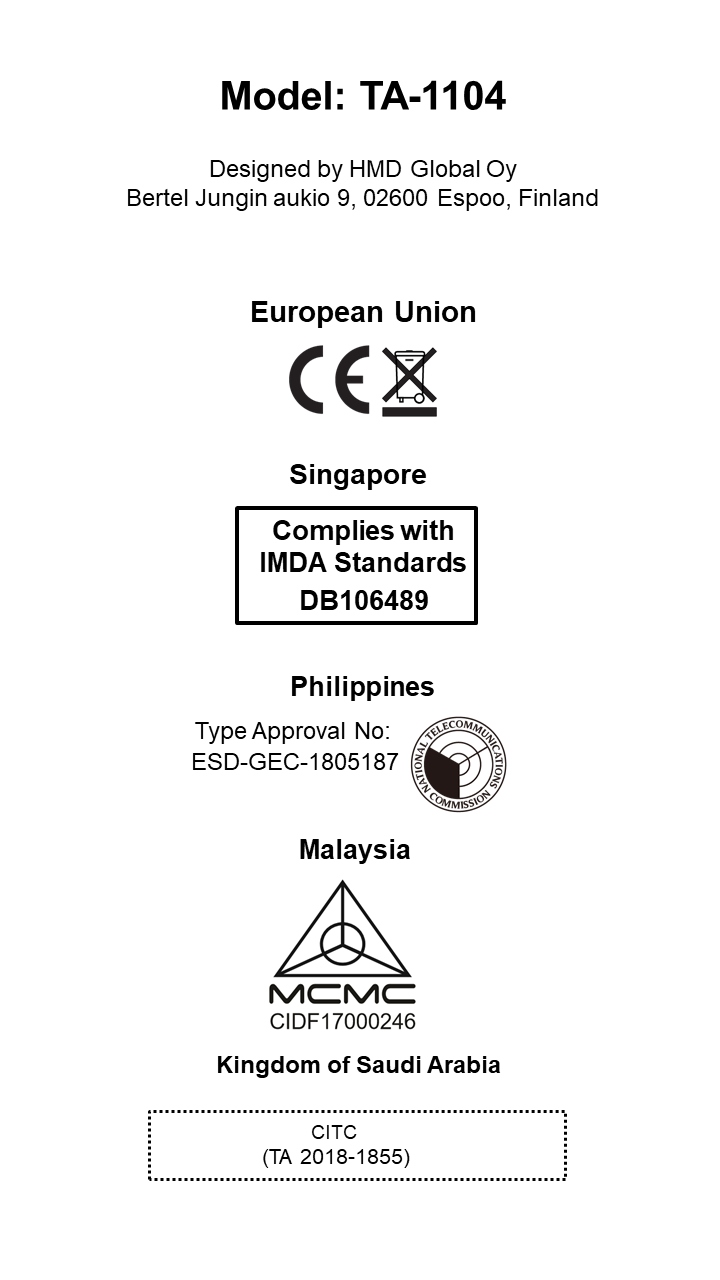 Model: TA-1104
Designed by HMD Global Oy
Bertel Jungin aukio 9, 02600 Espoo, Finland
European Union
CE
Singapore
Complies with
IMDA Standards
DB106489
Philippines
Type Approval No:
ESD-GEC-1805187
NATIONAL TELECOMMUNICATIONS COMMISSION
Malaysia
MCMC
CIDF17000246
Kingdom of Saudi Arabia
CITC
(TA 2018-1855)